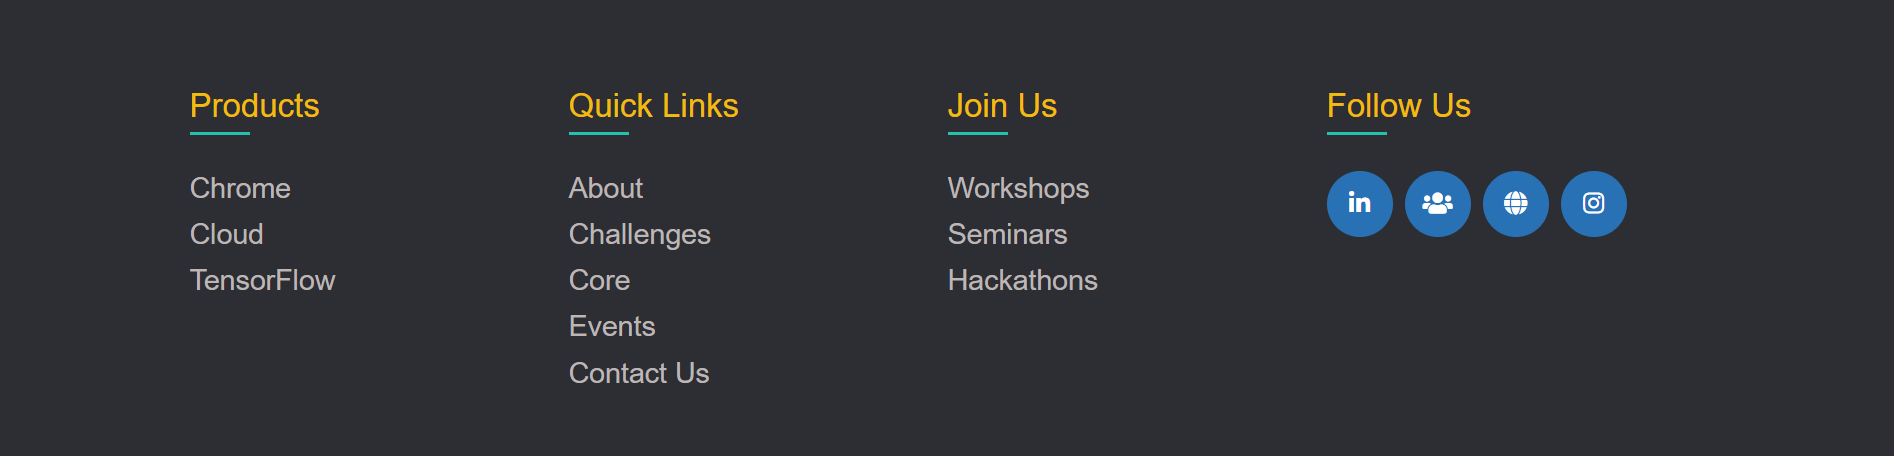 Products
Chrome
Cloud
TensorFlow
Quick Links
About
Challenges
Core
Events
Contact Us
Join Us
Workshops
Seminars
Hackathons
Follow Us
in